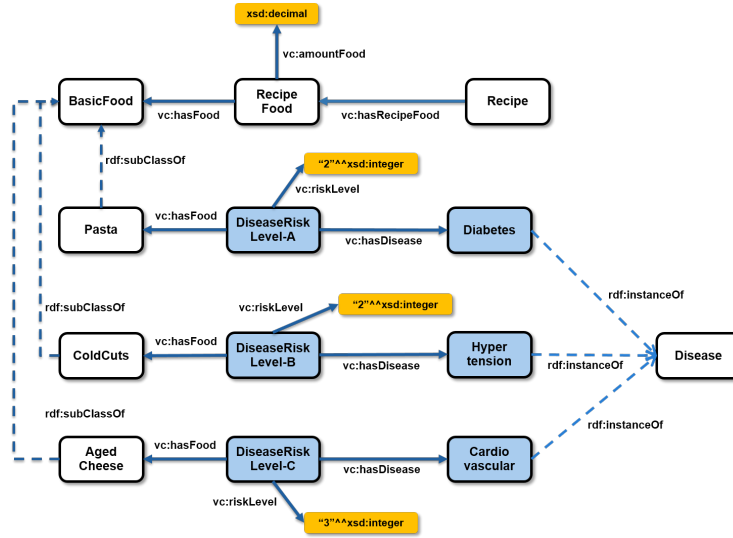 xsd:decimal
vc:amountFood
BasicFood
Recipe
Food
Recipe
vc:hasFood
vc:hasRecipeFood
rdf:subClassOf
“2”^^xsd:integer
vc:riskLevel
Pasta
vc:hasFood
DiseaseRisk
Level-A
vc:hasDisease
Diabetes
rdf:instanceOf
rdf:subClassOf
vc:riskLevel
“2”^^xsd:integer
ColdCuts
vc:hasFood
DiseaseRisk
Level-B
vc:hasDisease
Hyper
tension
rdf:instanceOf
Disease
rdf:subClassOf
rdf:instanceOf
Aged
Cheese
vc:hasFood
DiseaseRisk
Level-C
vc:hasDisease
Cardio
vascular
vc:riskLevel
“3”^^xsd:integer